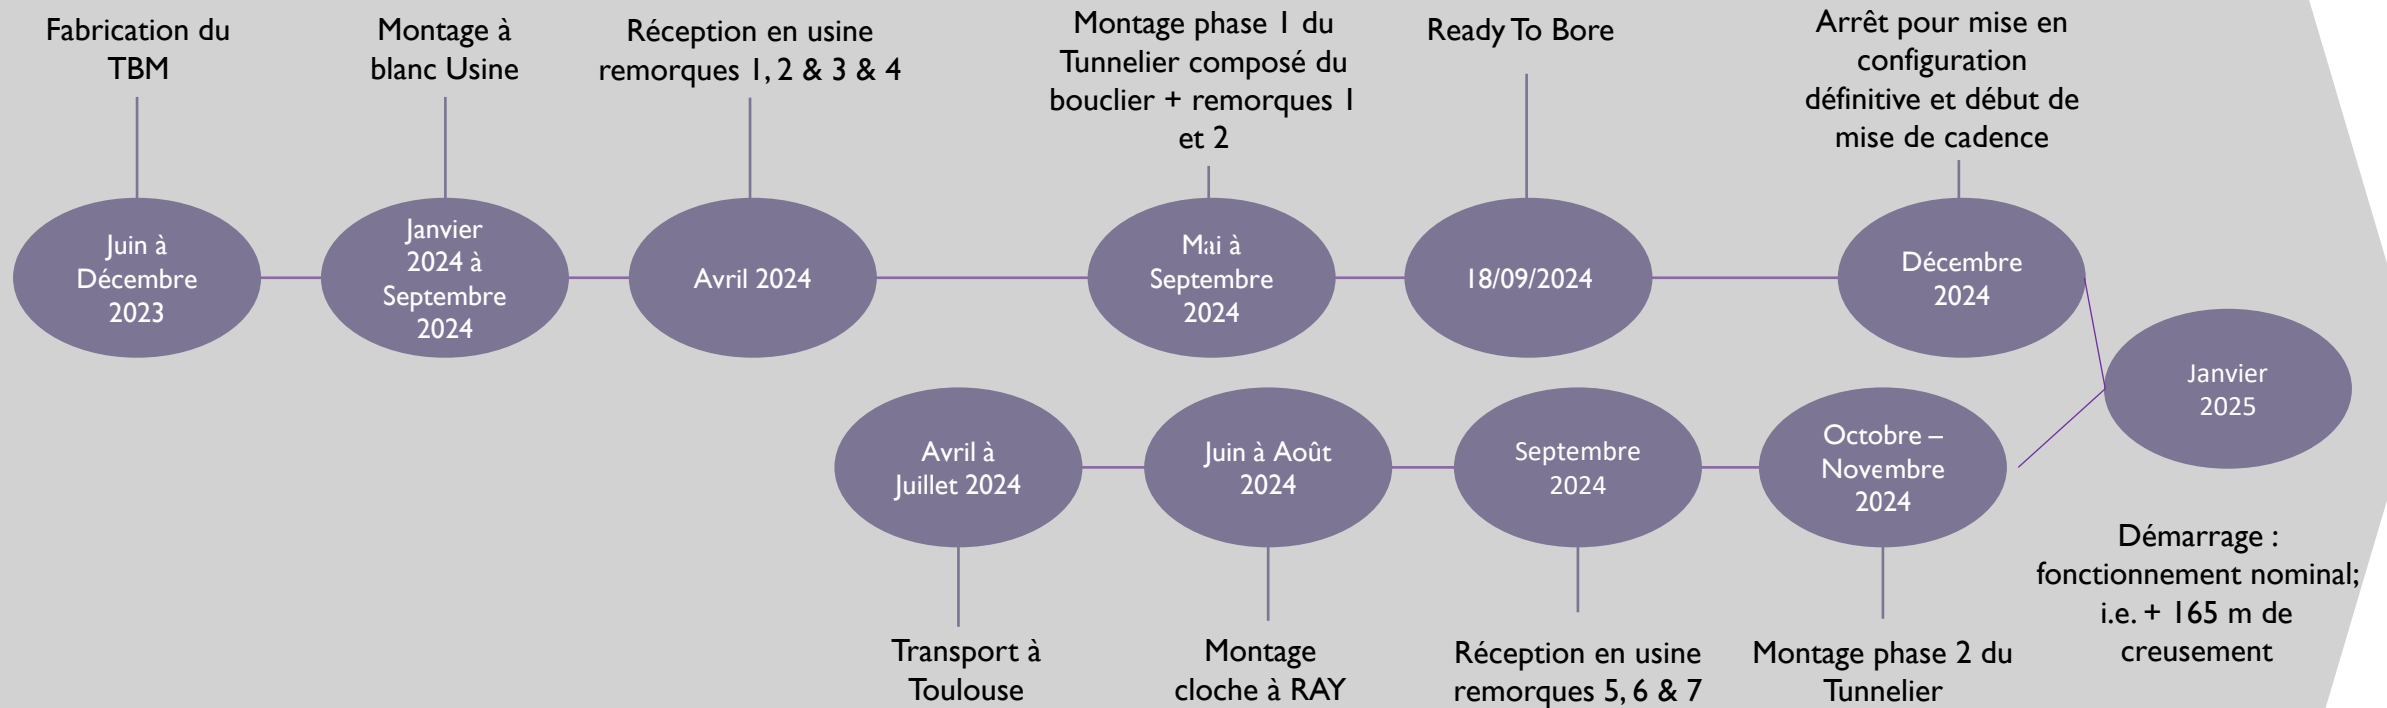 Fabrication du
TBM
Montage à
blanc Usine
Réception en usine
remorques 1, 2 & 3 & 4
Montage phase 1 du
Tunnelier composé du
bouclier + remorques 1
et 2
Ready To Bore
Arrêt pour mise en
configuration
définitive et début de
mise de cadence
Juin à
Décembre
2023
Janvier
2024 à
Septembre
2024
Avril 2024
Mai à
Septembre
2024
18/09/2024
Décembre
2024
Janvier
2025
Avril à
Juillet 2024
Juin à Août
2024
Septembre
2024
Octobre –
Novembre
2024
Transport à
Toulouse
Montage
cloche à RAY
Réception en usine
remorques 5, 6 & 7
Montage phase 2 du
Tunnelier
Démarrage :
fonctionnement nominal;
i.e. + 165 m de
creusement